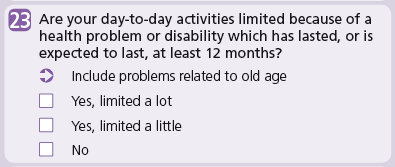 23 Are your day-to-day activities limited because of a
health problem or disability which has lasted, or is
expected to last, at least 12 months?
Include problems related to old age
Yes, limited a lot
Yes, limited a little
No